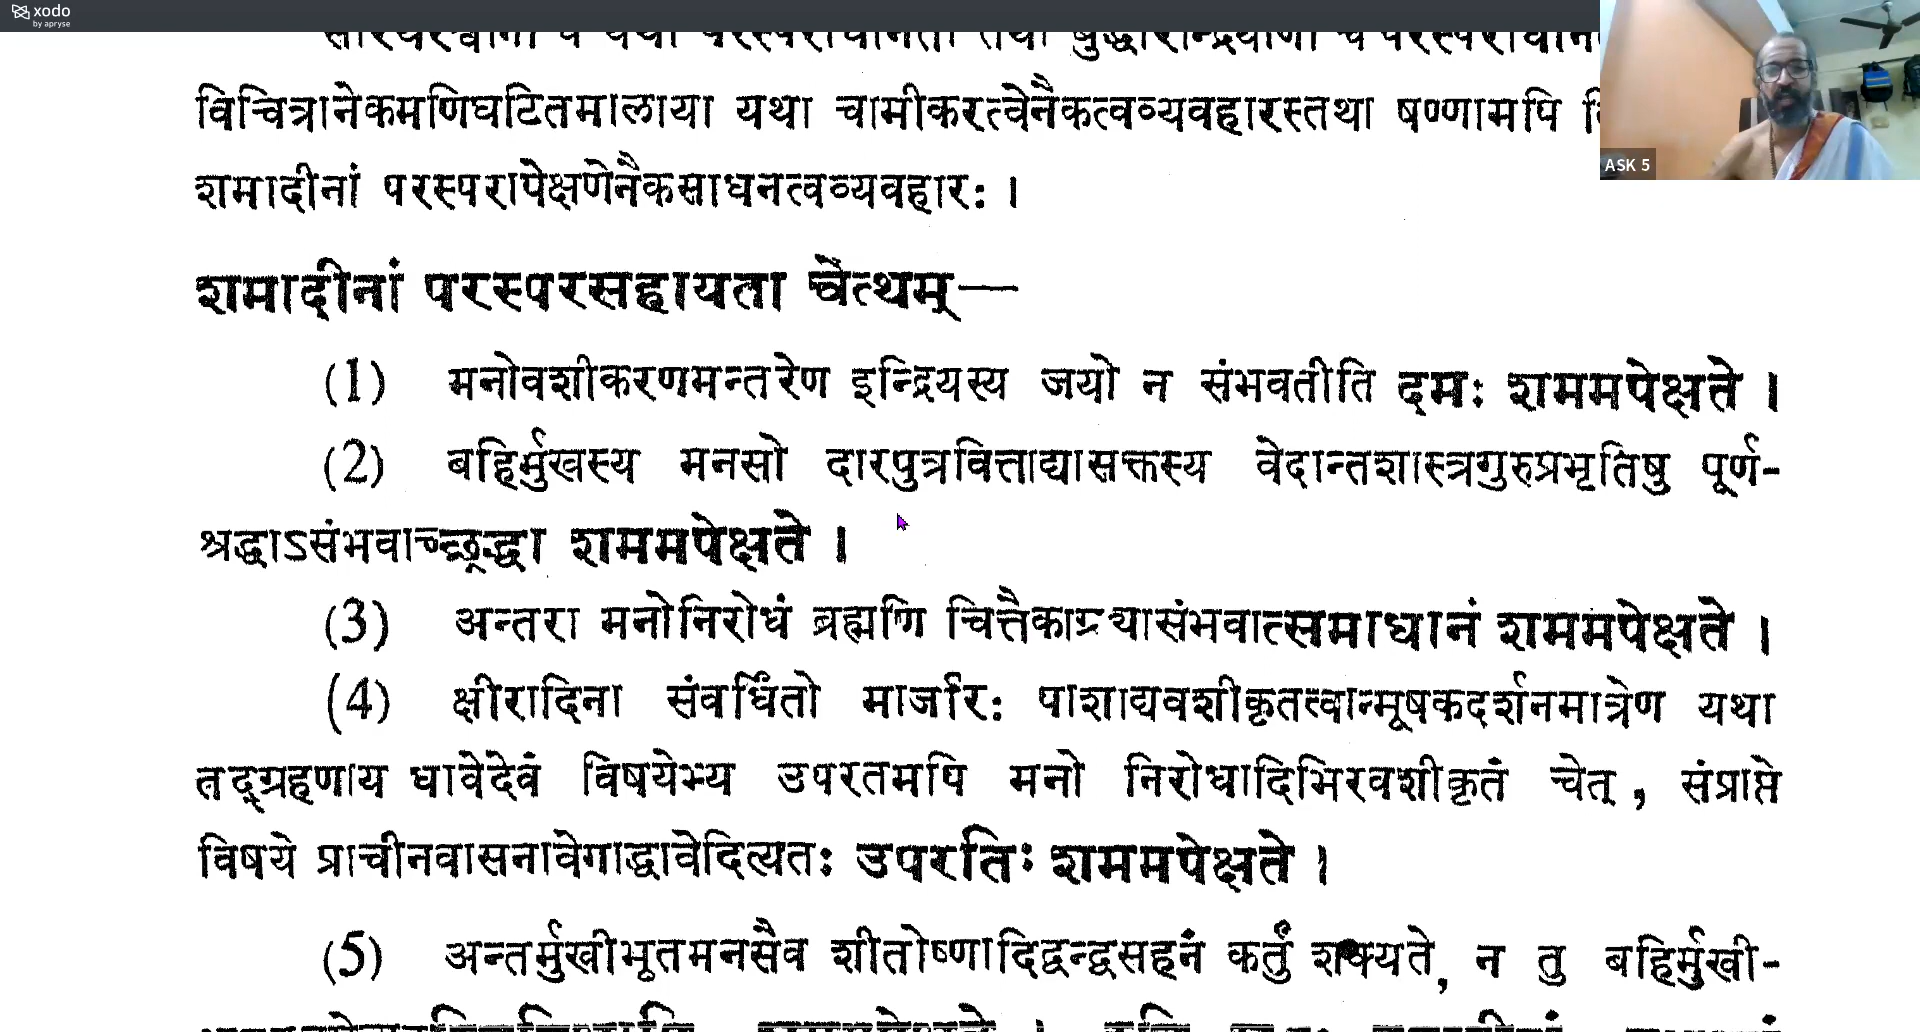 xodo
by apryse
विचित्रानेकमणिघटितमालाया यथा चामीकरत्वेनैकत्वव्यवहारस्तथा षण्णामपि
ASK 5
शमादीनां परस्परापेक्षणेनैकसाधनत्वव्यवहारः ।
शमादीनां परस्परसहायता चेत्थम्—
(1) मनोवशीकरणमन्तरेण इन्द्रियस्य जयो न संभवतीति दमः शममपेक्षते ।
(2) बहिर्मुखस्य मनसो दारपुत्रवित्ताद्यासक्तस्य वेदान्तशास्त्रगुरुप्रभृतिषु पूर्ण-
श्रद्धाऽसंभवाच्छ्रद्धा शममपेक्षते ।
(3) अन्तरा मनोनिरोधं ब्रह्मणि चित्तैकाग्र्यासंभवात्समाधानं शममपेक्षते ।
(4) क्षीरादिना संवर्धितो मार्जारः पाशाद्यवशीकृतत्वान्मूषकदर्शनमात्रेण यथा
तद्ग्रहणाय धावेदेवं विषयेभ्य उपरतमपि मनो निरोधादिभिरवशीकृतं चेत्, संप्राप्ते
विषये प्राचीनवासनावेगाद्धावेदित्यतः उपरतिः शममपेक्षते ।
(5) अन्तर्मुखीभूतमनसैव शीतोष्णादिद्वन्द्वसहनं कर्तुं शक्यते, न तु बहिर्मुखी-